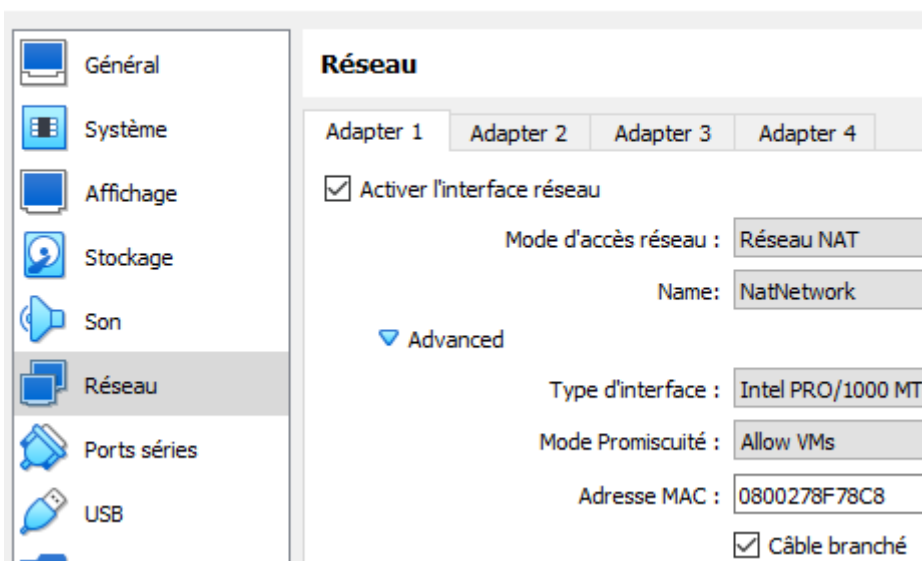 Général
Système
Affichage
Stockage
Son
Réseau
Ports séries
USB
Réseau
Adapter 1 Adapter 2 Adapter 3 Adapter 4
Activer l'interface réseau
Mode d'accès réseau : Réseau NAT
Name: NatNetwork
Advanced
Type d'interface : Intel PRO/1000 MT
Mode Promiscuité : Allow VMs
Adresse MAC : 0800278F78C8
Câble branché